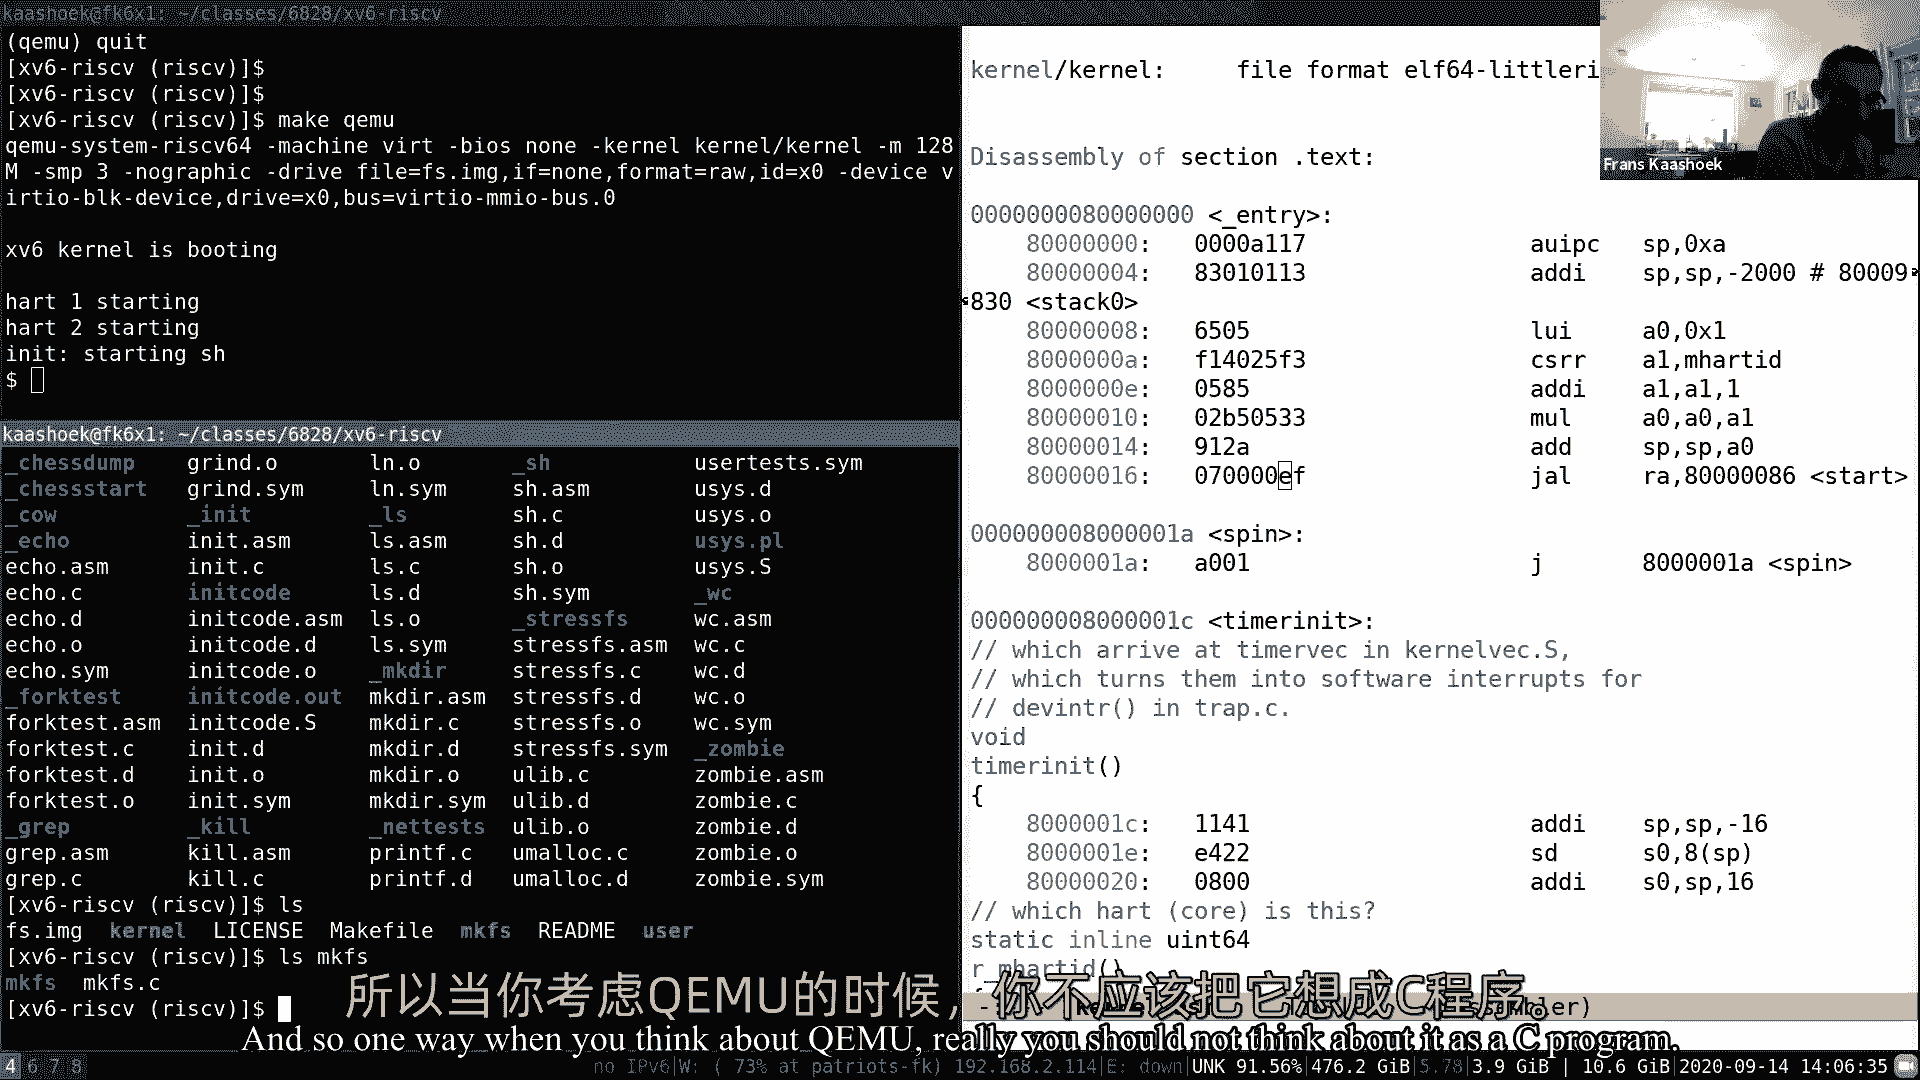 kaashoek@fk6x1: ~/classes/6828/xv6-riscv
(qemu) quit
[xv6-riscv (riscv)]$
[xv6-riscv (riscv)]$
[xv6-riscv (riscv)]$ make qemu
qemu-system-riscv64 -machine virt -bios none -kernel kernel/kernel -m 128
M -smp 3 -nographic -drive file=fs.img,if=none,format=raw,id=x0 -device v
irtio-blk-device,drive=x0,bus=virtio-mmio-bus.0
xv6 kernel is booting
hart 1 starting
hart 2 starting
init: starting sh
$
kaashoek@fk6x1: ~/classes/6828/xv6-riscv
_chessdump grind.o ln.o _sh usertests.sym
_chessstart grind.sym ln.sym sh.asm usys.d
_cow _init _ls sh.c usys.o
_echo init.asm ls.asm sh.d usys.pl
echo.asm init.c ls.c sh.o usys.S
echo.c initcode ls.d sh.sym _wc
echo.d initcode.asm ls.o _stressfs wc.asm
echo.o initcode.d ls.sym stressfs.asm wc.c
echo.sym initcode.o _mkdir stressfs.c wc.d
_forktest initcode.out mkdir.asm stressfs.d wc.o
forktest.asm initcode.S mkdir.c stressfs.o wc.sym
forktest.c init.d mkdir.d stressfs.sym _zombie
forktest.d init.o mkdir.o ulib.c zombie.asm
forktest.o init.sym mkdir.sym ulib.d zombie.c
_grep _kill _nettests ulib.o zombie.d
grep.asm kill.asm printf.c umalloc.c zombie.o
grep.c kill.c printf.d umalloc.d zombie.sym
[xv6-riscv (riscv)]$ ls
fs.img kernel LICENSE Makefile mkfs README user
[xv6-riscv (riscv)]$ ls mkfs
mkfs mkfs.c
[xv6-riscv (riscv)]$
kernel/kernel: file format elf64-littleri
Disassembly of section .text:
0000000080000000 <_entry>:
80000000: 0000a117 auipc sp,0xa
80000004: 83010113 addi sp,sp,-2000 # 80009
830 <stack0>
80000008: 6505 lui a0,0x1
8000000a: f14025f3 csrr a1,mhartid
8000000e: 0585 addi a1,a1,1
80000010: 02b50533 mul a0,a0,a1
80000014: 912a add sp,sp,a0
80000016: 070000ef jal ra,80000086 <start>
000000008000001a <spin>:
8000001a: a001 j 8000001a <spin>
000000008000001c <timerinit>:
// which arrive at timervec in kernelvec.S,
// which turns them into software interrupts for
// devintr() in trap.c.
void
timerinit()
{
8000001c: 1141 addi sp,sp,-16
8000001e: e422 sd s0,8(sp)
80000020: 0800 addi s0,sp,16
// which hart (core) is this?
static inline uint64
r_mhartid()
Frans Kaashoek
所以当你考虑QEMU的时候，你不应该把它想成C程序。
And so one way when you think about QEMU, really you should not think about it as a C program.
4 6 7 8 no IPv6|W: ( 73% at patriots-fk) 192.168.2.114|E: down|UNK 91.56%|476.2 GiB|5.78|3.9 GiB | 10.6 GiB|2020-09-14 14:06:35